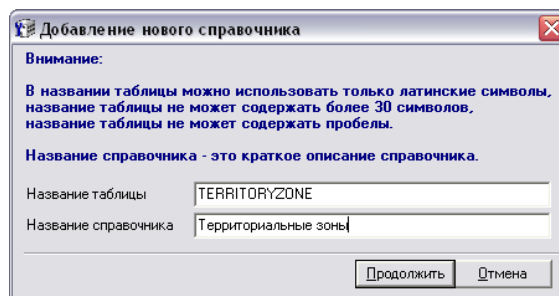 Добавление нового справочника
Внимание:
В названии таблицы можно использовать только латинские символы,
название таблицы не может содержать более 30 символов,
название таблицы не может содержать пробелы.
Название справочника - это краткое описание справочника.
Название таблицы TERRITORYZONE
Название справочника Территориальные зоны
Продолжить Отмена